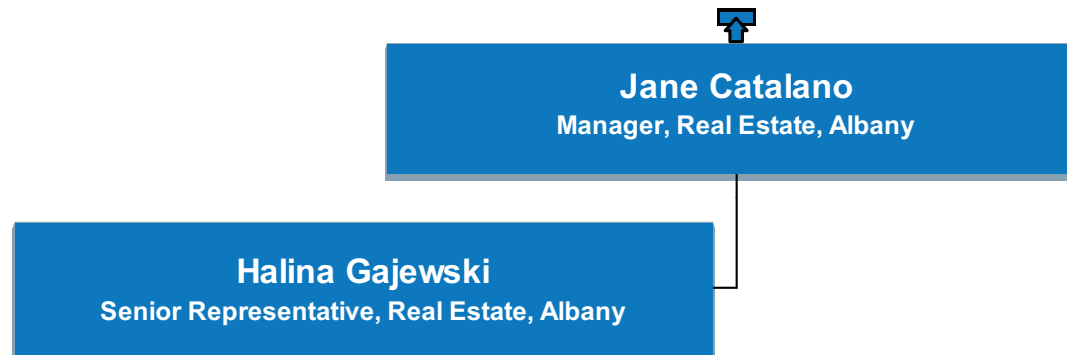 Jane Catalano
Manager, Real Estate, Albany
Halina Gajewski
Senior Representative, Real Estate, Albany